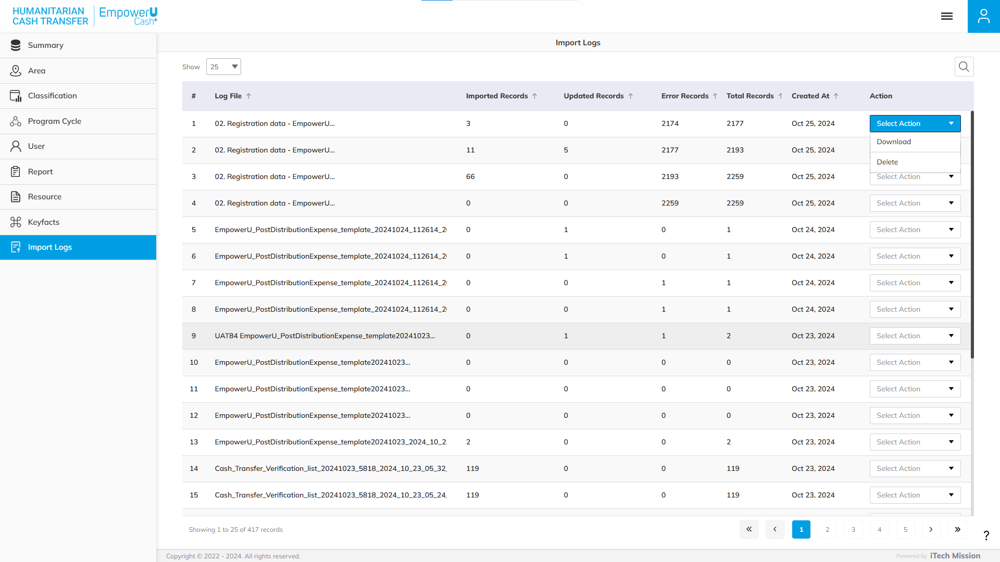 HUMANITARIAN
CASH TRANSFER
EmpowerU
Cash+
Summary
Area
Classification
Program Cycle
User
Report
Resource
Keyfacts
Import Logs
Import Logs
Show 25
# Log File Imported Records Updated Records Error Records Total Records Created At Action
1 02. Registration data - EmpowerU... 3 0 2174 2177 Oct 25, 2024 Select Action
Download
2 02. Registration data - EmpowerU... 11 5 2177 2193 Oct 25, 2024
Delete
3 02. Registration data - EmpowerU... 66 0 2193 2259 Oct 25, 2024 Select Action
4 02. Registration data - EmpowerU... 0 0 2259 2259 Oct 25, 2024 Select Action
5 EmpowerU_PostDistributionExpense_template_20241024_112614_20 0 1 0 1 Oct 24, 2024 Select Action
6 EmpowerU_PostDistributionExpense_template_20241024_112614_20 0 1 0 1 Oct 24, 2024 Select Action
7 EmpowerU_PostDistributionExpense_template_20241024_112614_20 0 0 1 1 Oct 24, 2024 Select Action
8 EmpowerU_PostDistributionExpense_template_20241024_112614_20 0 0 1 1 Oct 24, 2024 Select Action
9 UAT84 EmpowerU_PostDistributionExpense_template20241023... 0 1 1 2 Oct 23, 2024 Select Action
10 EmpowerU_PostDistributionExpense_template20241023... 0 0 0 0 Oct 23, 2024 Select Action
11 EmpowerU_PostDistributionExpense_template20241023... 0 0 0 0 Oct 23, 2024 Select Action
12 EmpowerU_PostDistributionExpense_template20241023... 0 0 0 0 Oct 23, 2024 Select Action
13 EmpowerU_PostDistributionExpense_template20241023_2024_10_23 2 0 0 2 Oct 23, 2024 Select Action
14 Cash_Transfer_Verification_list_20241023_5818_2024_10_23_05_32_ 119 0 0 119 Oct 23, 2024 Select Action
15 Cash_Transfer_Verification_list_20241023_5818_2024_10_23_05_24_ 119 0 0 119 Oct 23, 2024 Select Action
Showing 1 to 25 of 417 records
« ‹ 1 2 3 4 5 › »
?
Copyright © 2022 - 2024. All rights reserved.
Powered by iTech Mission